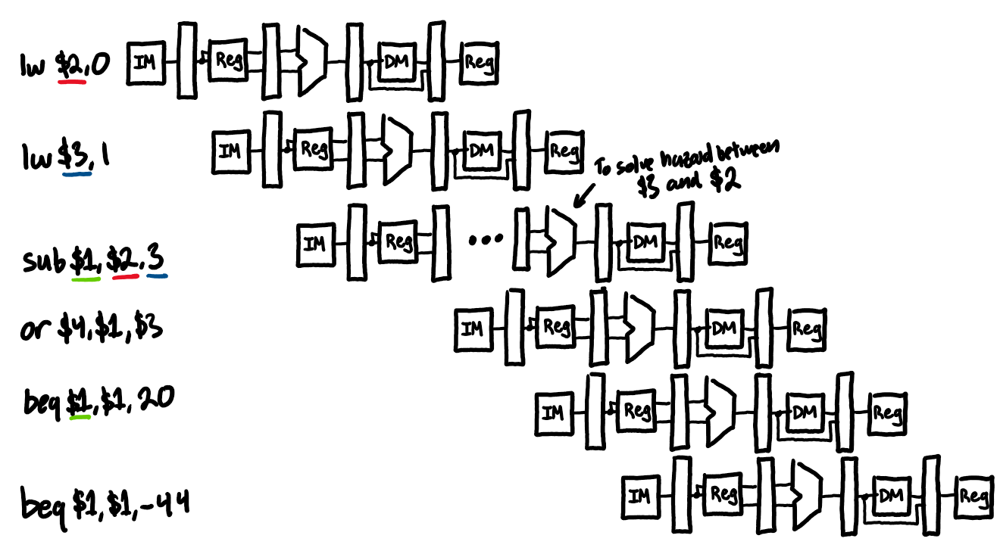 lw $2,0 IM Reg DM Reg
lw $3,1 IM Reg DM Reg
To solve hazard between
$3 and $2
sub $1, $2.3 IM Reg ... DM Reg
or $4,$1,$3 IM Reg DM Reg
beq $1,$1,20 IM Reg DM Reg
beq $1,$1,-44 IM Reg DM Reg